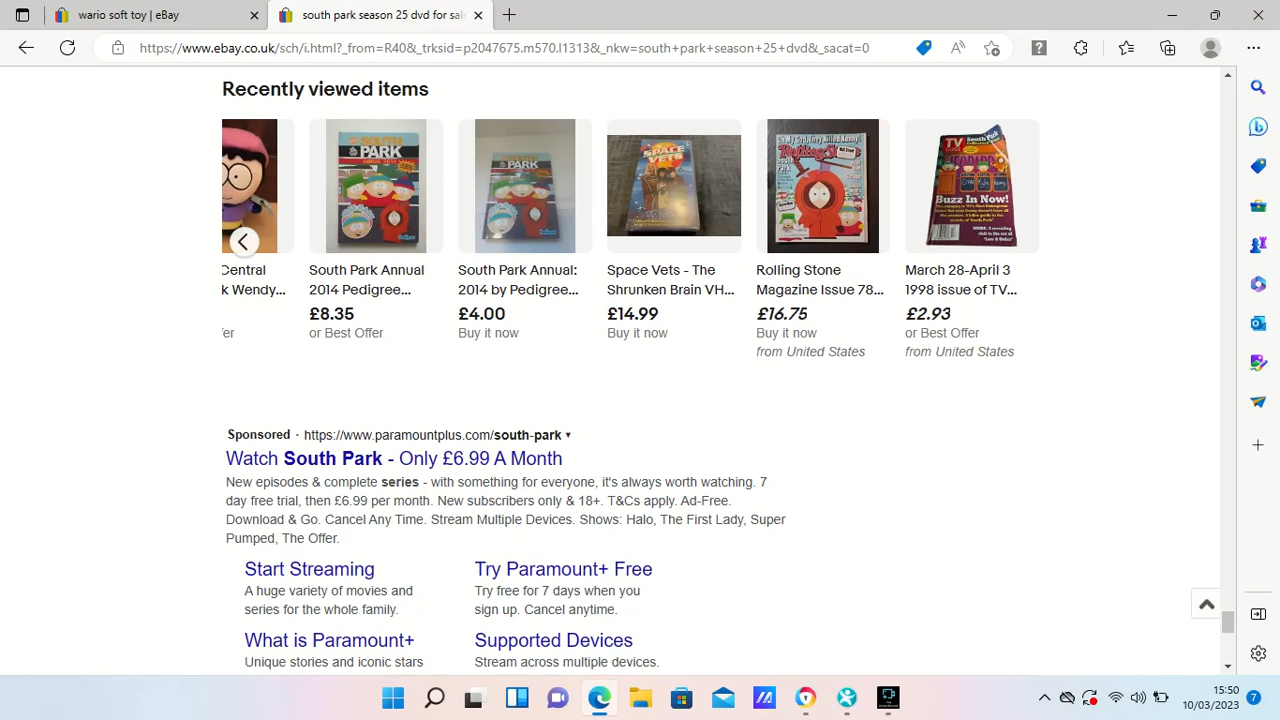 wario soft toy | eBay
south park season 25 dvd for sal
https://www.ebay.co.uk/sch/i.html?_from=R40&_trksid=p2047675.m570.l1313&_nkw=south+park+season+25+dvd&_sacat=0
Recently viewed items
Central
k Wendy...
fer
South Park Annual
2014 Pedigree...
£8.35
or Best Offer
South Park Annual:
2014 by Pedigree...
£4.00
Buy it now
Space Vets - The
Shrunken Brain VH...
£14.99
Buy it now
Rolling Stone
Magazine Issue 78...
£16.75
Buy it now
from United States
March 28-April 3
1998 issue of TV...
£2.93
or Best Offer
from United States
Sponsored · https://www.paramountplus.com/south-park
Watch South Park - Only £6.99 A Month
New episodes & complete series - with something for everyone, it's always worth watching. 7
day free trial, then £6.99 per month. New subscribers only & 18+. T&Cs apply. Ad-Free.
Download & Go. Cancel Any Time. Stream Multiple Devices. Shows: Halo, The First Lady, Super
Pumped, The Offer.
Start Streaming
A huge variety of movies and
series for the whole family.
Try Paramount+ Free
Try free for 7 days when you
sign up. Cancel anytime.
What is Paramount+
Unique stories and iconic stars
Supported Devices
Stream across multiple devices.
15:50
10/03/2023
7